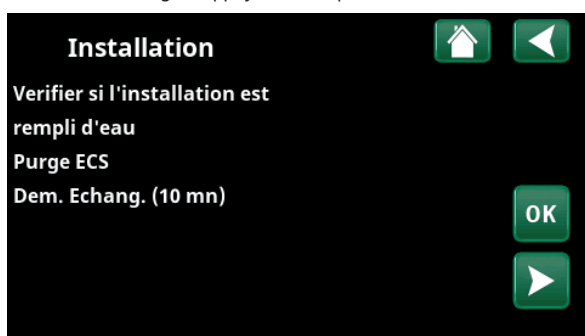 Installation
Verifier si l'installation est
rempli d'eau
Purge ECS
Dem. Echang. (10 mn)
OK